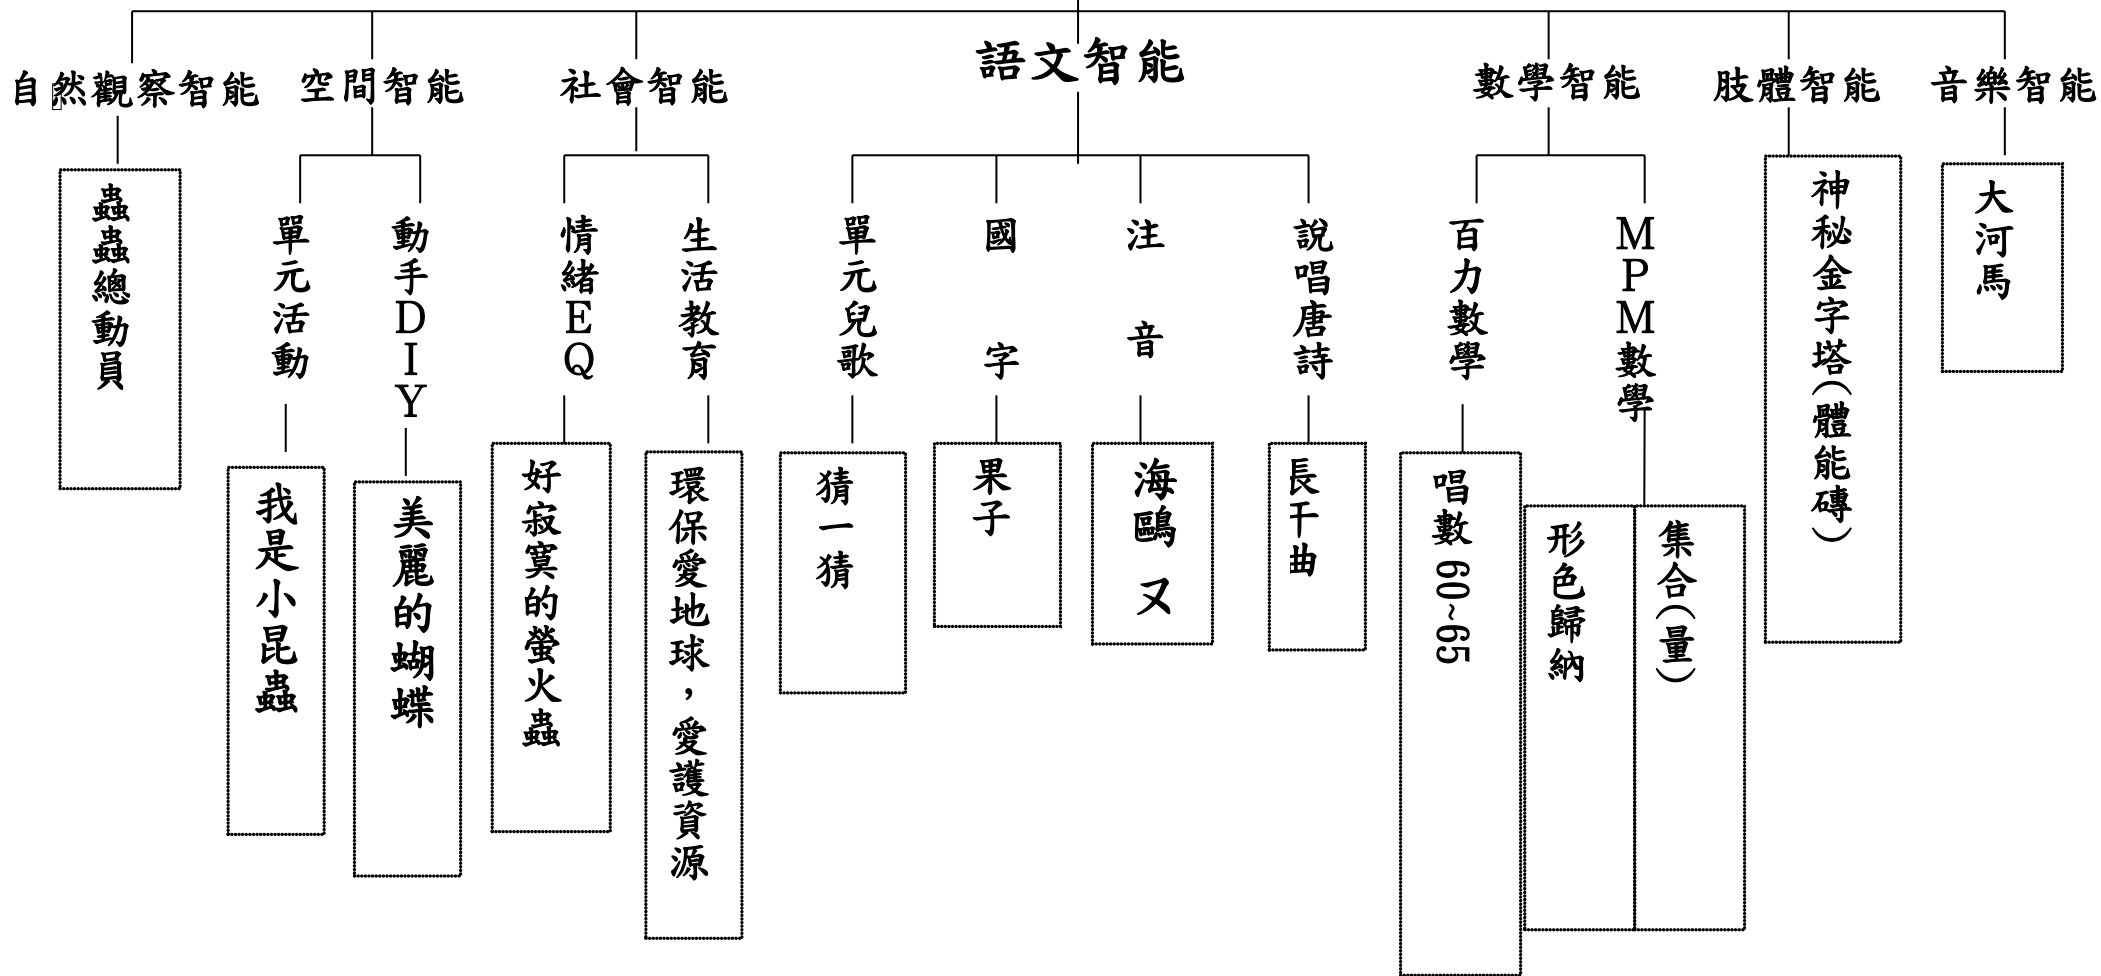 語文智能
自然觀察智能
空間智能
社會智能
數學智能
肢體智能
音樂智能
蟲蟲總動員
單元活動
動手DIY
情緒EQ
生活教育
單元兒歌
國字
注音
說唱唐詩
百力數學
MPM數學
神秘金字塔(體能磚)
大河馬
我是小昆蟲
美麗的蝴蝶
好寂寞的螢火蟲
環保愛地球,愛護資源
猜一猜
果子
海鷗 ㄡ
長干曲
唱數 60~65
形色歸納
集合(量)